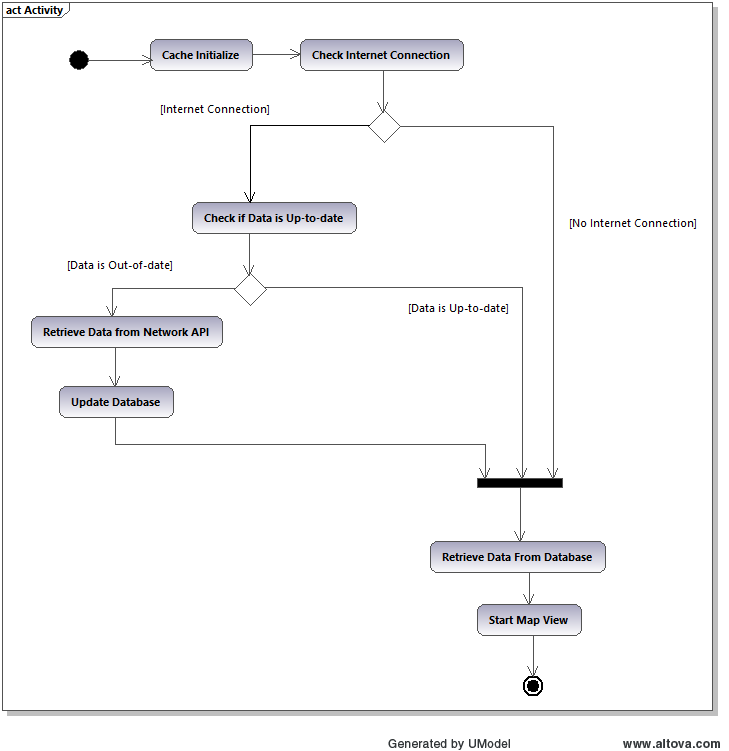 act Activity
Cache Initialize
Check Internet Connection
[Internet Connection]
Check if Data is Up-to-date
[No Internet Connection]
[Data is Out-of-date]
[Data is Up-to-date]
Retrieve Data from Network API
Update Database
Retrieve Data From Database
Start Map View
Generated by UModel
www.altova.com